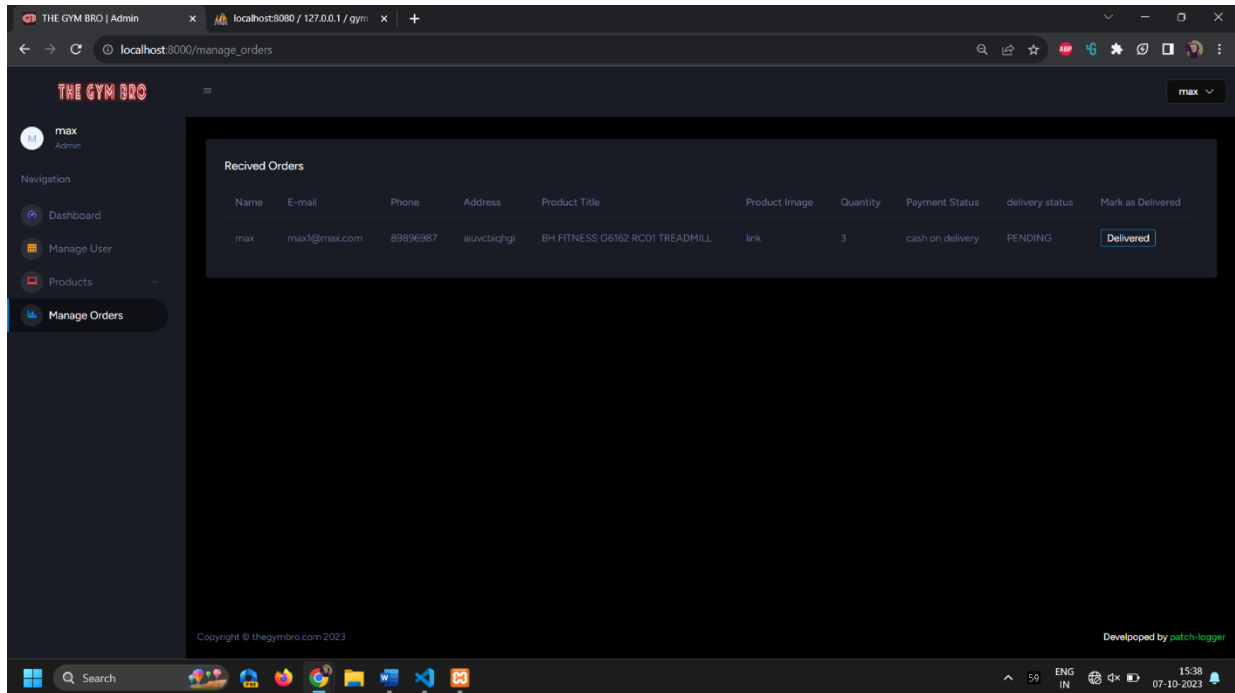 THE GYM BRO | Admin
localhost:8080 / 127.0.0.1 / gym
localhost:8000/manage_orders
ABP
THE GYM BRO
max
M
max
Admin
Navigation
Dashboard
Manage User
Products
Manage Orders
Recived Orders
Name E-mail Phone Address Product Title Product Image Quantity Payment Status delivery status Mark as Delivered
max max1@max.com 89896987 aiuvcbiqhgi BH FITNESS G6162 RC01 TREADMILL link 3 cash on delivery PENDING Delivered
Copyright © thegymbro.com 2023
Develpoped by patch-logger
Search
59
ENG
IN
15:38
07-10-2023